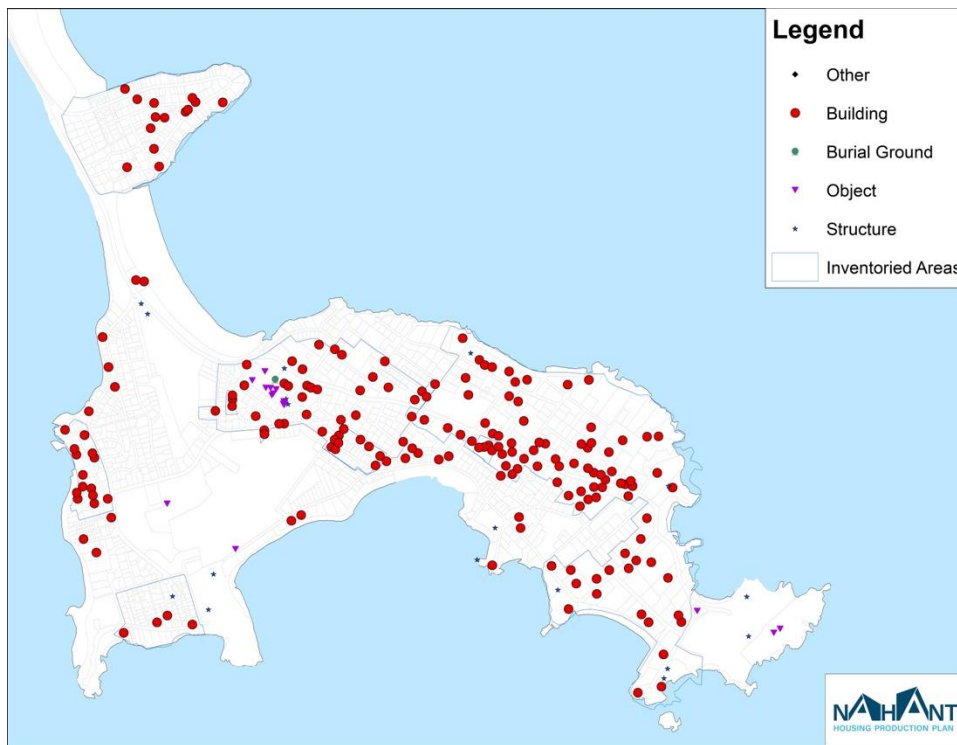 Legend
Other
Building
Burial Ground
Object
Structure
Inventoried Areas
NAHANT
HOUSING PRODUCTION PLAN